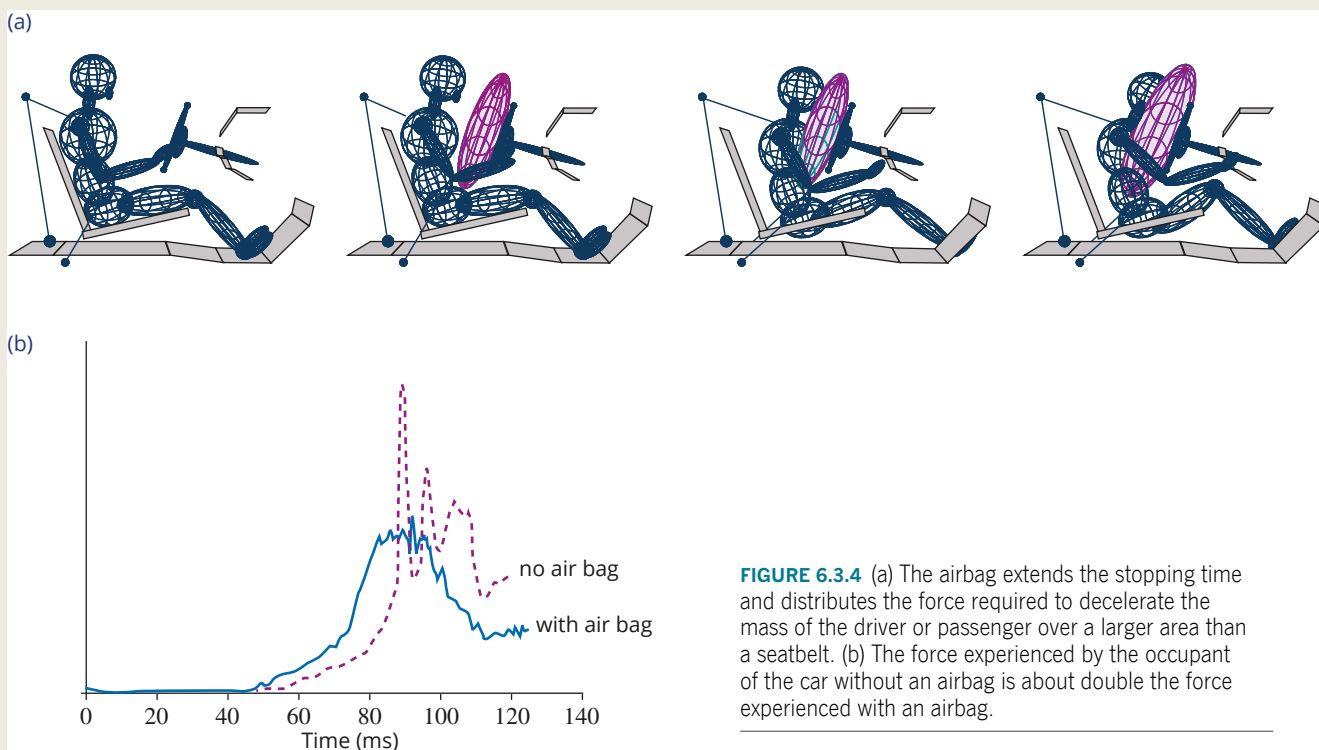 (a)
(b)
no air bag
with air bag
0 20 40 60 80 100 120 140
Time (ms)
FIGURE 6.3.4 (a) The airbag extends the stopping time
and distributes the force required to decelerate the
mass of the driver or passenger over a larger area than
a seatbelt. (b) The force experienced by the occupant
of the car without an airbag is about double the force
experienced with an airbag.